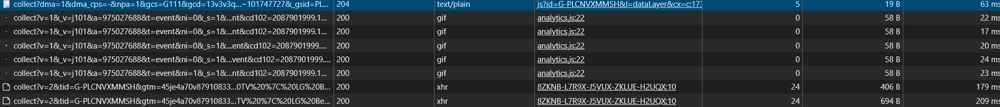 collect?dma=1&dma_cps=-&npa=1&gcs=G111&gcd=13v3v3q...~101747727&_gsid=PL... 204 text/plain js?id=G-PLCNVXMMSH&l=dataLayer&cx=c:173 5 19 B 63 ms
collect?v=1&_v=j101&a=975027688&t=event&ni=0&_s=1&...nt&cd102=2087901999.1... 200 gif analytics.js:22 0 58 B 22 ms
collect?v=1&_v=j101&a=975027688&t=event&ni=0&_s=1&...nt&cd102=2087901999.1... 200 gif analytics.js:22 0 58 B 17 ms
collect?v=1&_v=j101&a=975027688&t=event&ni=0&_s=1&...ent&cd102=2087901999.... 200 gif analytics.js:22 0 58 B 20 ms
collect?v=1&_v=j101&a=975027688&t=event&ni=0&_s=1&...vent&cd102=2087901999.... 200 gif analytics.js:22 0 58 B 24 ms
collect?v=1&_v=j101&a=975027688&t=event&ni=1&_s=1&...nt&cd102=2087901999.1... 200 gif analytics.js:22 0 58 B 23 ms
collect?v=2&tid=G-PLCNVXMMSH&gtm=45je4a70v87910833...0TV%20%7C%20LG%20B... 200 xhr 8ZKNB-L7R9X-J5VUX-ZKLUE-H2UQX:10 24 406 B 179 ms
collect?v=2&tid=G-PLCNVXMMSH&gtm=45je4a70v87910833...TV%20%7C%20LG%20Be... 200 xhr 8ZKNB-L7R9X-J5VUX-ZKLUE-H2UQX:10 24 694 B 209 ms